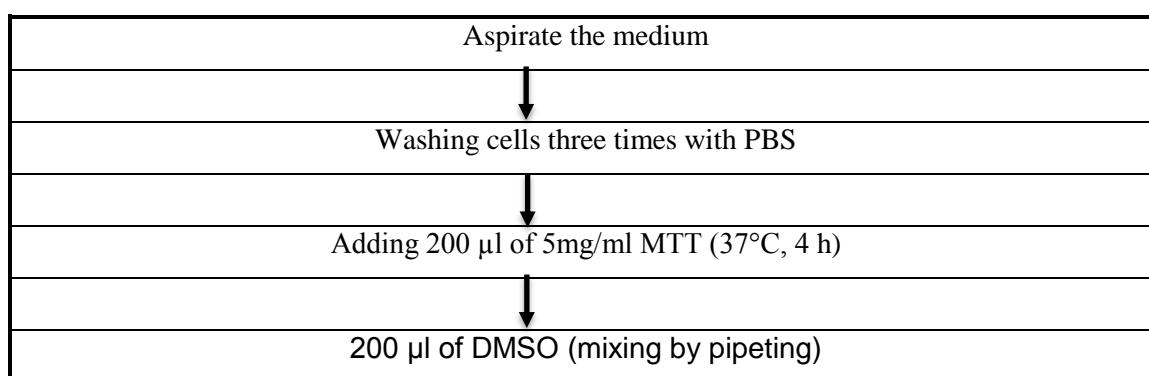 Aspirate the medium
Washing cells three times with PBS
Adding 200 µl of 5mg/ml MTT (37°C, 4 h)
200 µl of DMSO (mixing by pipeting)